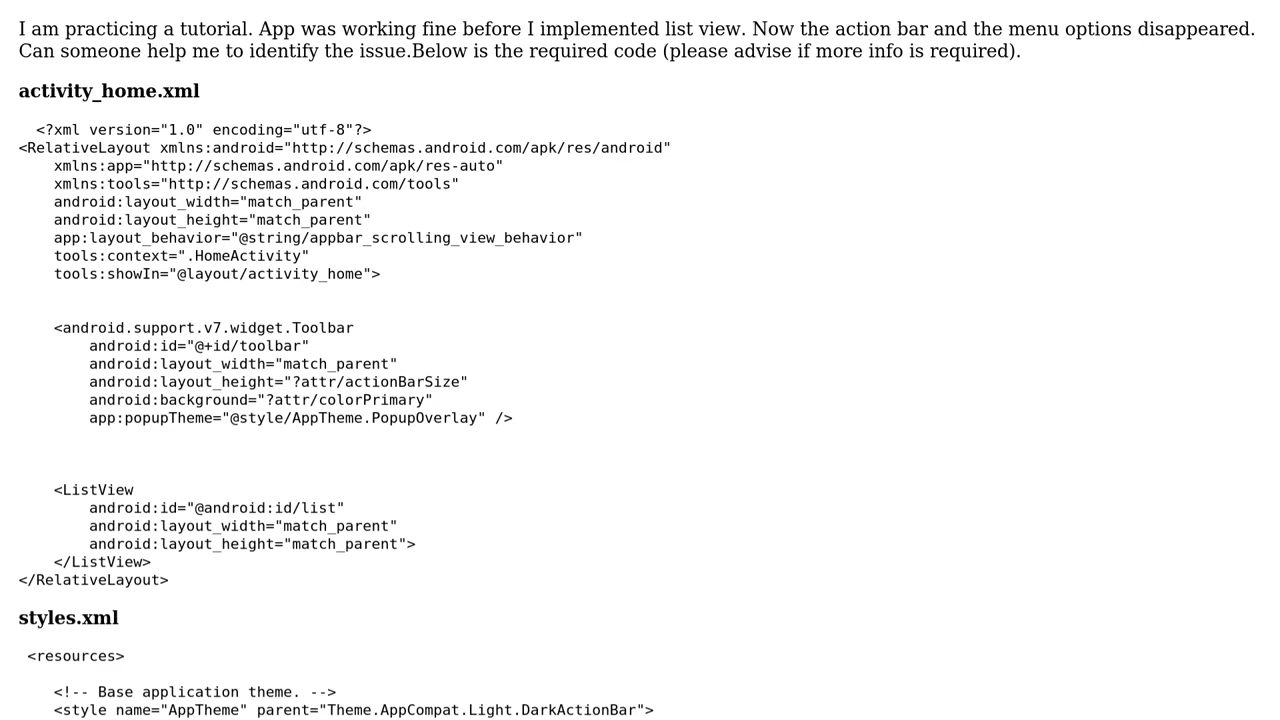 I am practicing a tutorial. App was working fine before I implemented list view. Now the action bar and the menu options disappeared.
Can someone help me to identify the issue.Below is the required code (please advise if more info is required).
activity_home.xml
<?xml version="1.0" encoding="utf-8"?>
<RelativeLayout xmlns:android="http://schemas.android.com/apk/res/android"
xmlns:app="http://schemas.android.com/apk/res-auto"
xmlns:tools="http://schemas.android.com/tools"
android:layout_width="match_parent"
android:layout_height="match_parent"
app:layout_behavior="@string/appbar_scrolling_view_behavior"
tools:context=".HomeActivity"
tools:showIn="@layout/activity_home">
<android.support.v7.widget.Toolbar
android:id="@+id/toolbar"
android:layout_width="match_parent"
android:layout_height="?attr/actionBarSize"
android:background="?attr/colorPrimary"
app:popupTheme="@style/AppTheme.PopupOverlay" />
<ListView
android:id="@android:id/list"
android:layout_width="match_parent"
android:layout_height="match_parent">
</ListView>
</RelativeLayout>
styles.xml
<resources>
<!-- Base application theme. -->
<style name="AppTheme" parent="Theme.AppCompat.Light.DarkActionBar">